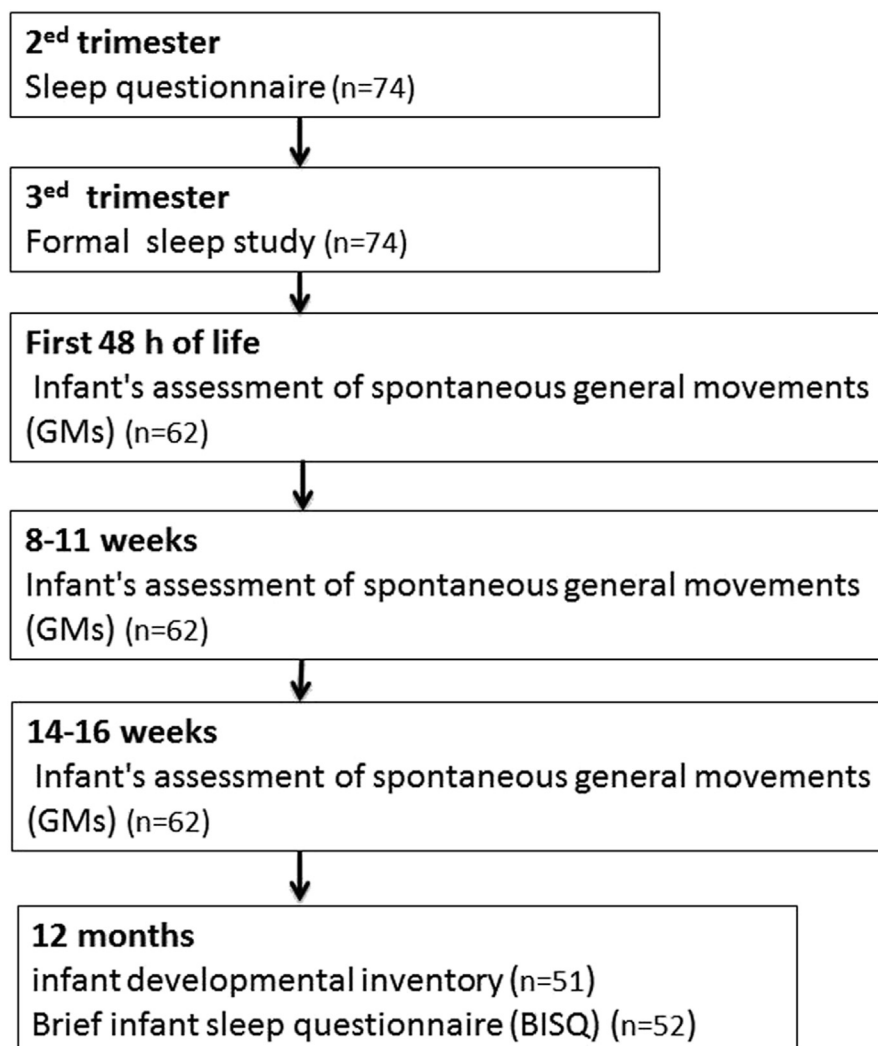 2ed trimester
Sleep questionnaire (n=74)
3ed trimester
Formal sleep study (n=74)
First 48 h of life
Infant's assessment of spontaneous general movements
(GMs) (n=62)
8-11 weeks
Infant's assessment of spontaneous general movements
(GMs) (n=62)
14-16 weeks
Infant's assessment of spontaneous general movements
(GMs) (n=62)
12 months
infant developmental inventory (n=51)
Brief infant sleep questionnaire (BISQ) (n=52)